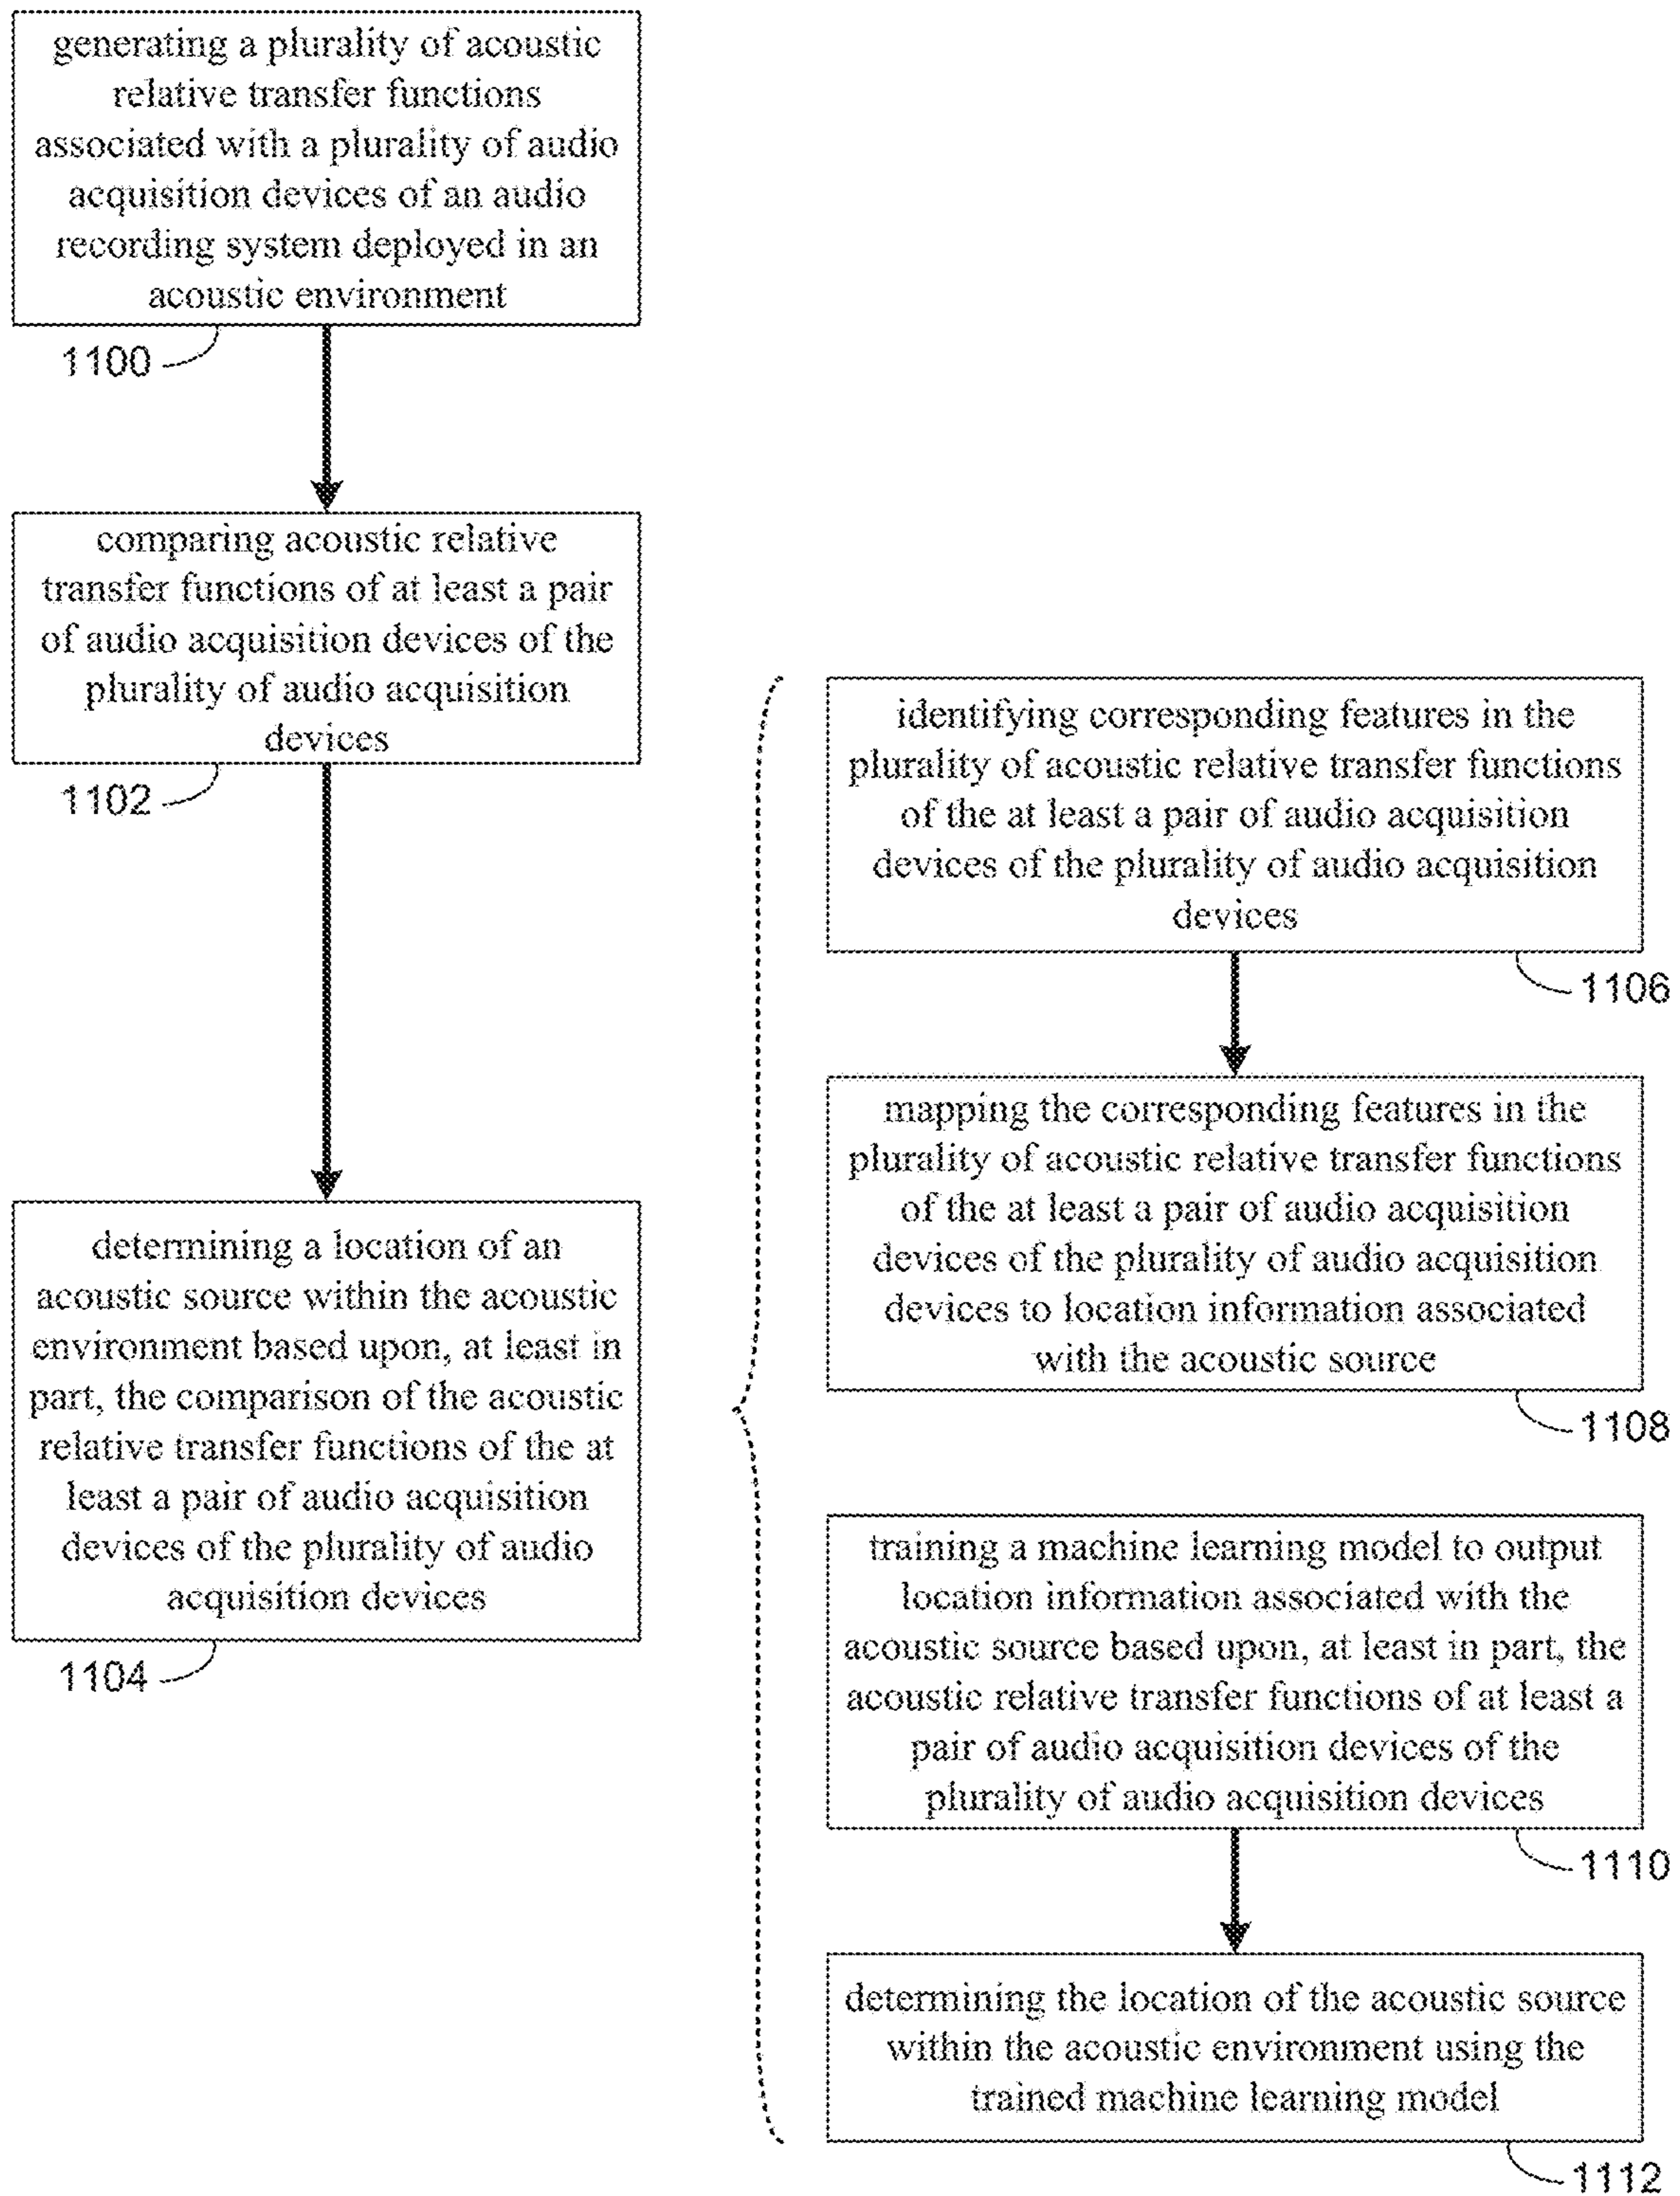 generating a plurality of acoustic
relative transfer functions
associated with a plurality of audio
acquisition devices of an audio
recording system deployed in an
acoustic environment
1100
comparing acoustic relative
transfer functions of at least a pair
of audio acquisition devices of the
plurality of audio acquisition
devices
1102
determining a location of an
acoustic source within the acoustic
environment based upon, at least in
part, the comparison of the acoustic
relative transfer functions of the at
least a pair of audio acquisition
devices of the plurality of audio
acquisition devices
1104
identifying corresponding features in the
plurality of acoustic relative transfer functions
of the at least a pair of audio acquisition
devices of the plurality of audio acquisition
devices
1106
mapping the corresponding features in the
plurality of acoustic relative transfer functions
of the at least a pair of audio acquisition
devices of the plurality of audio acquisition
devices to location information associated
with the acoustic source
1108
training a machine learning model to output
location information associated with the
acoustic source based upon, at least in part, the
acoustic relative transfer functions of at least a
pair of audio acquisition devices of the
plurality of audio acquisition devices
1110
determining the location of the acoustic source
within the acoustic environment using the
trained machine learning model
1112